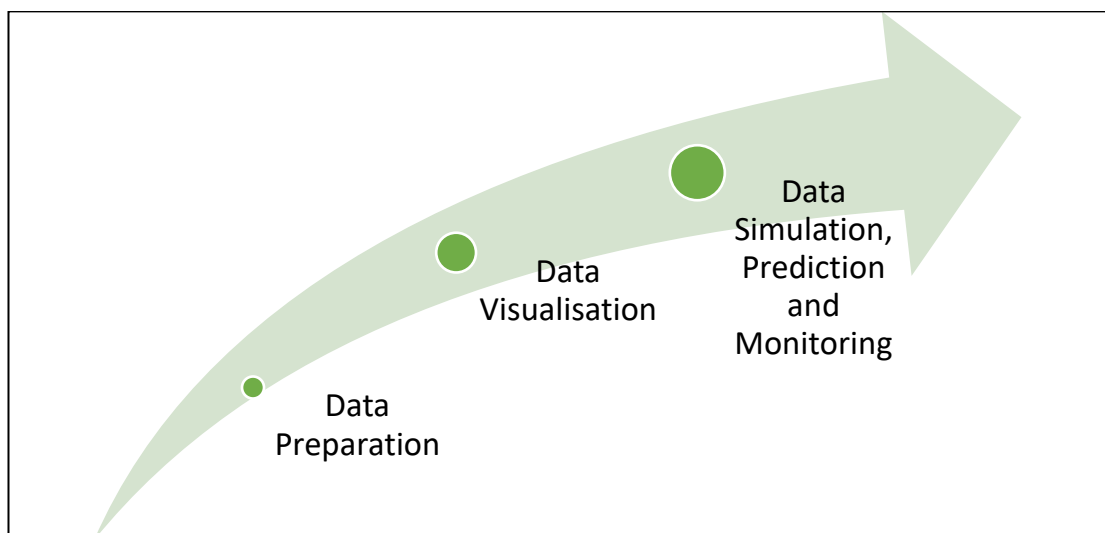 Data
Preparation
Data
Visualisation
Data
Simulation,
Prediction
and
Monitoring